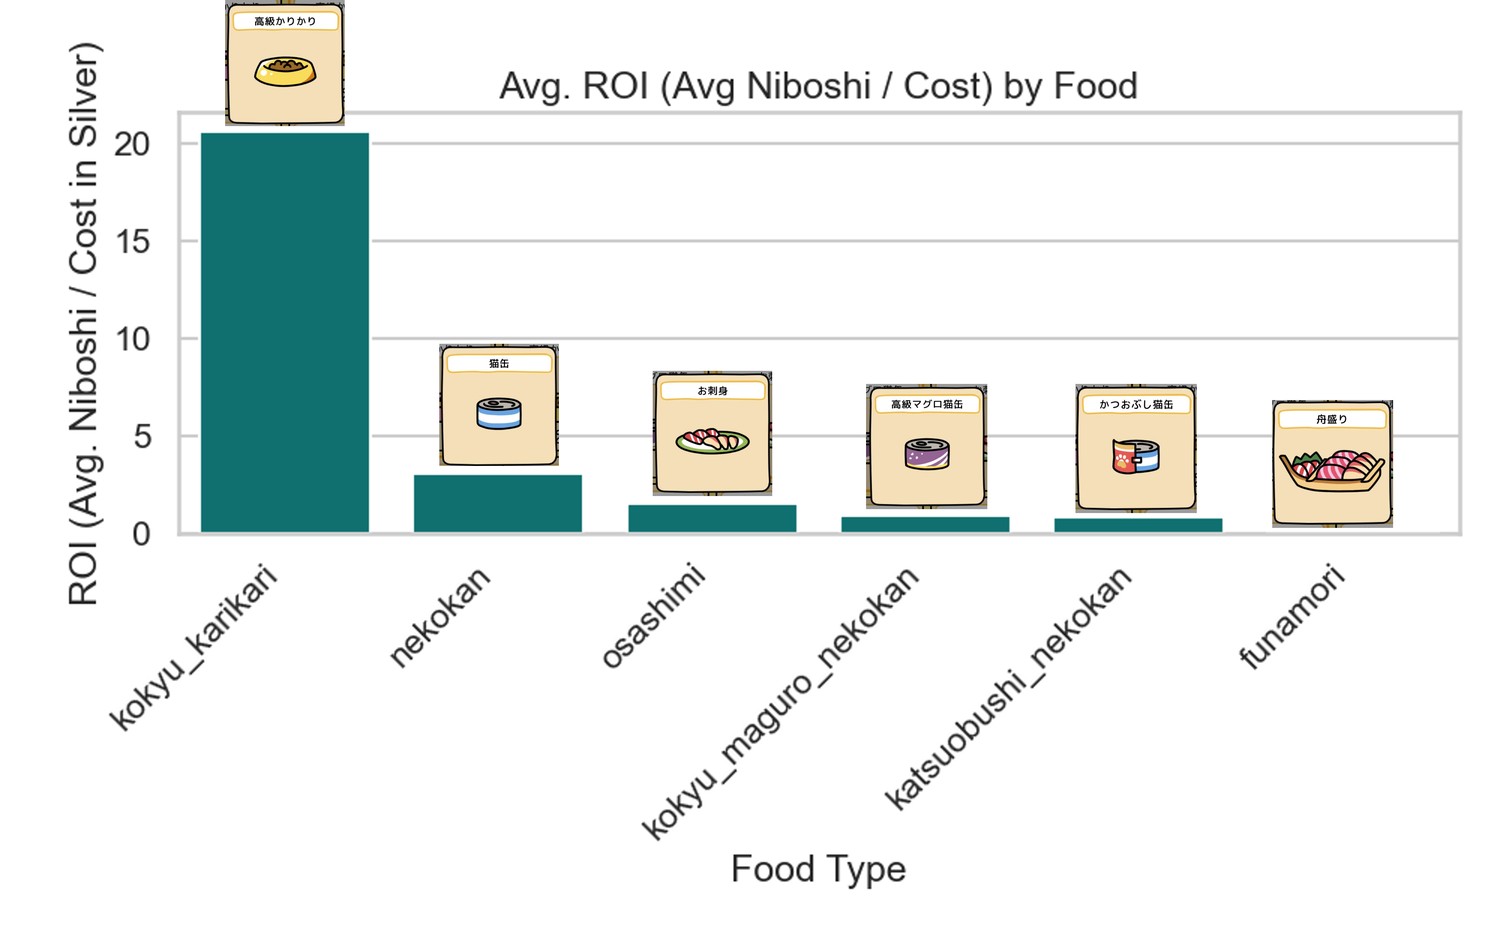 高級かりかり
Avg. ROI (Avg Niboshi / Cost) by Food
ROI (Avg. Niboshi / Cost in Silver)
20
15
10
5
0
猫缶
お刺身
高級マグロ猫缶
かつおぶし猫缶
舟盛り
kokyu_karikari
nekokan
osashimi
kokyu_maguro_nekokan
katsuobushi_nekokan
funamori
Food Type